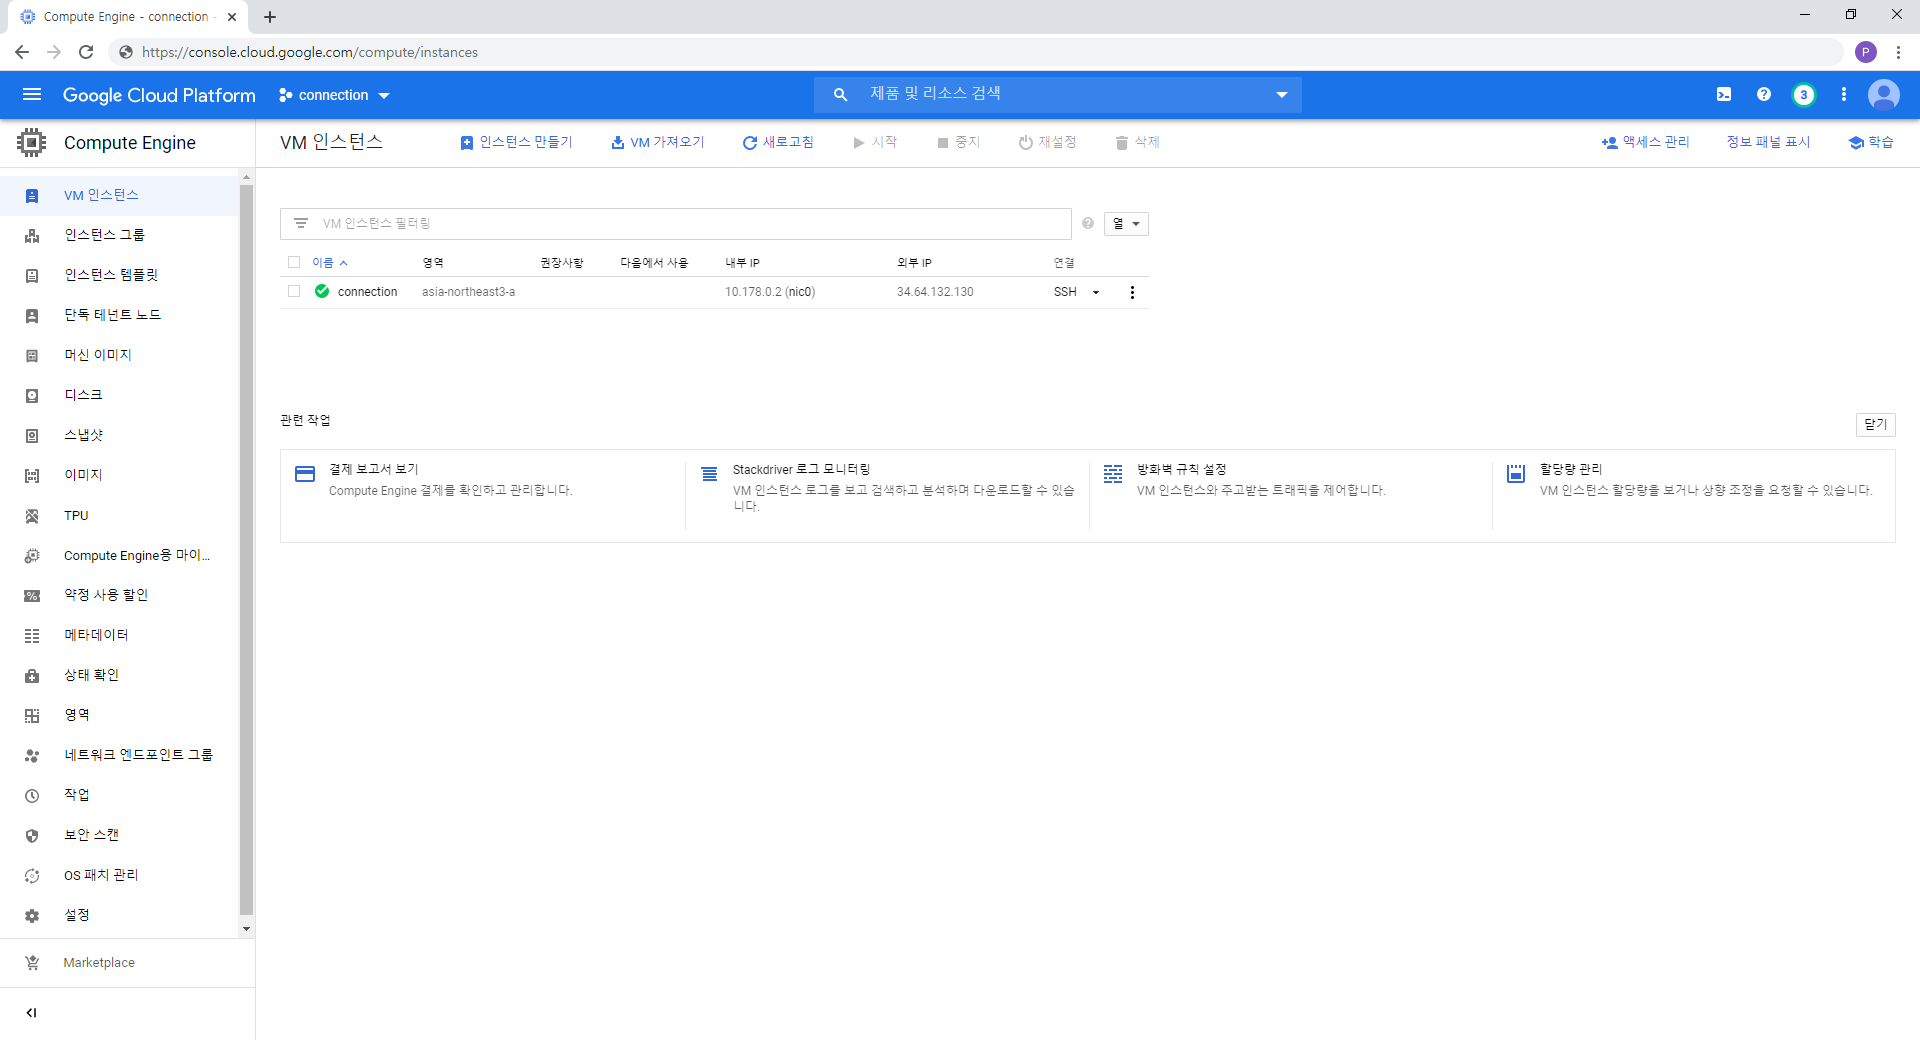 Compute Engine - connection -
https://console.cloud.google.com/compute/instances
P
Google Cloud Platform
connection
제품 및 리소스 검색
3
Compute Engine
VM 인스턴스
인스턴스 만들기
VM 가져오기
새로고침
시작
중지
재설정
삭제
액세스 관리
정보 패널 표시
학습
VM 인스턴스
인스턴스 그룹
인스턴스 템플릿
단독 테넌트 노드
머신 이미지
디스크
스냅샷
이미지
TPU
Compute Engine용 마이...
약정 사용 할인
메타데이터
상태 확인
영역
네트워크 엔드포인트 그룹
작업
보안 스캔
OS 패치 관리
설정
Marketplace
VM 인스턴스 필터링
열
이름 영역 권장사항 다음에서 사용 내부 IP 외부 IP 연결
connection asia-northeast3-a 10.178.0.2 (nic0) 34.64.132.130 SSH
관련 작업
닫기
결제 보고서 보기
Compute Engine 결제를 확인하고 관리합니다.
Stackdriver 로그 모니터링
VM 인스턴스 로그를 보고 검색하고 분석하며 다운로드할 수 있습
니다.
방화벽 규칙 설정
VM 인스턴스와 주고받는 트래픽을 제어합니다.
할당량 관리
VM 인스턴스 할당량을 보거나 상향 조정을 요청할 수 있습니다.